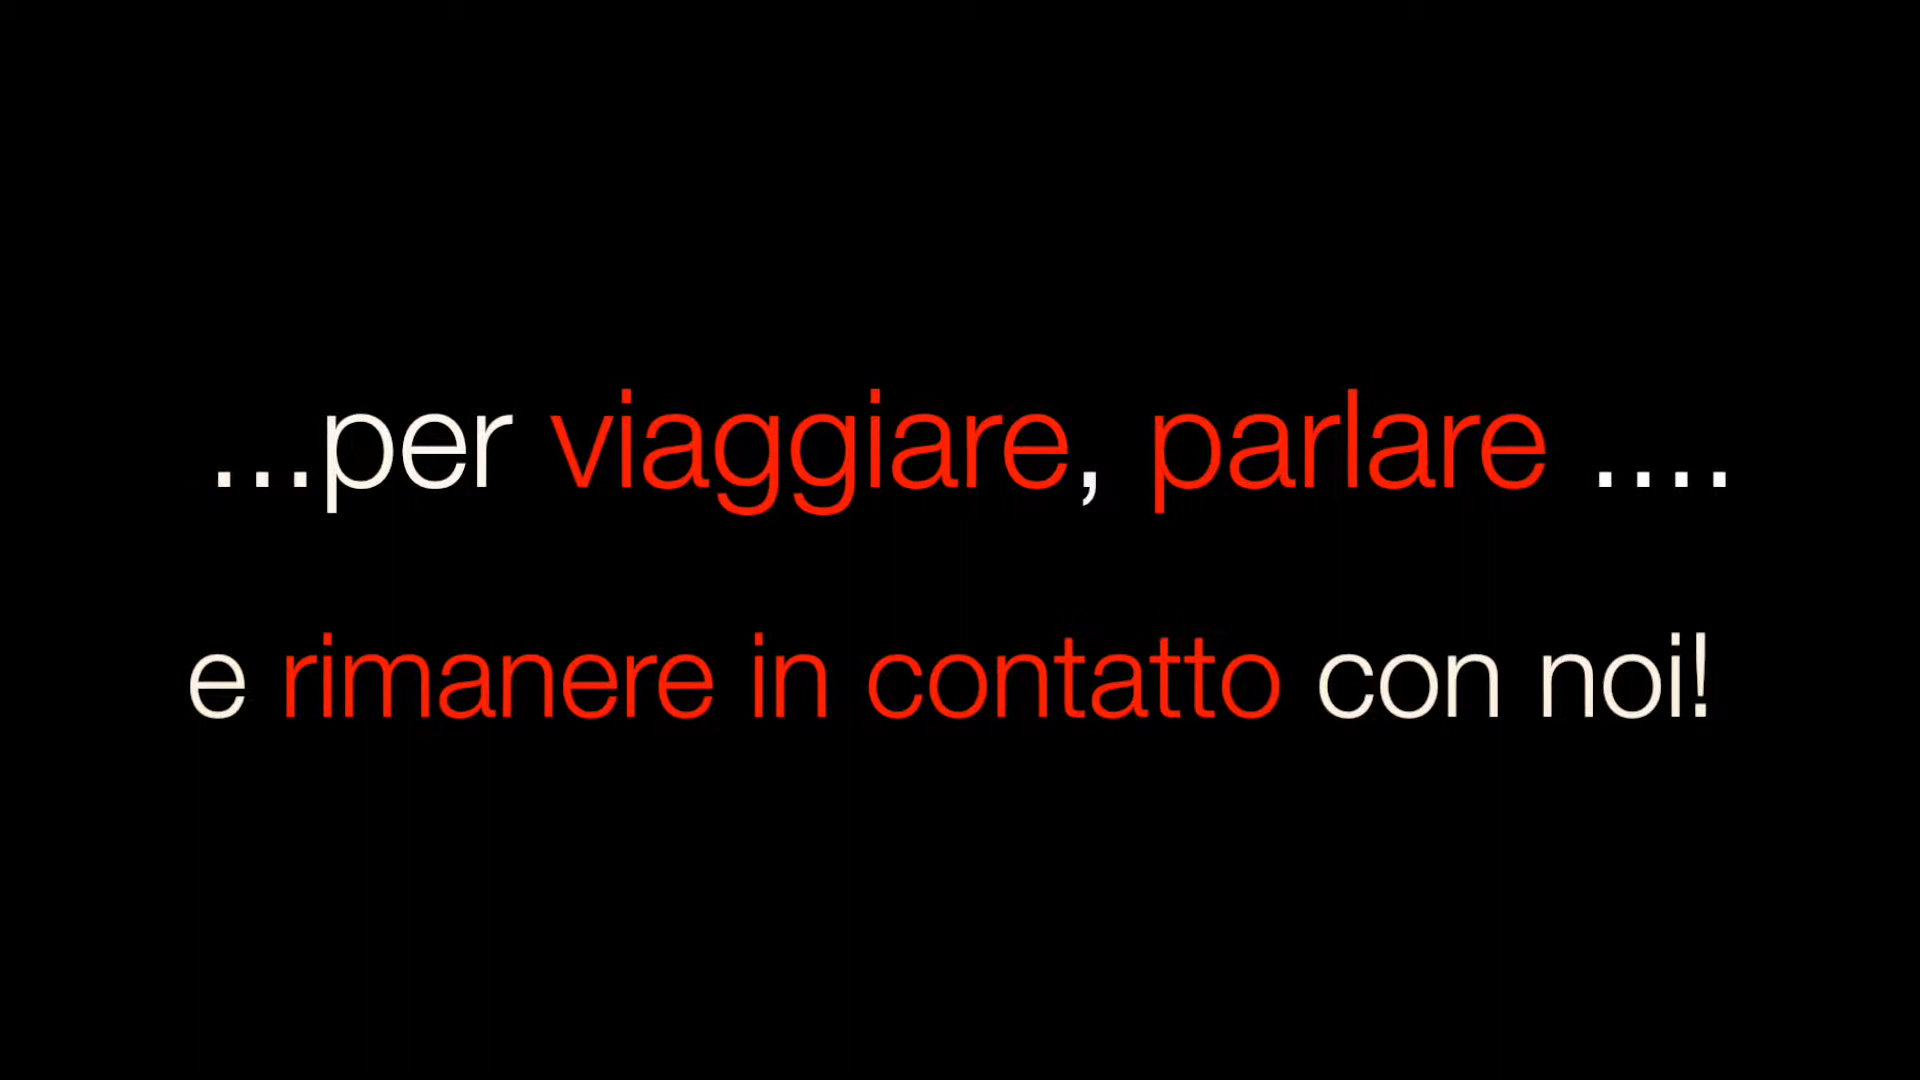 ...per viaggiare, parlare ....
e rimanere in contatto con noi!